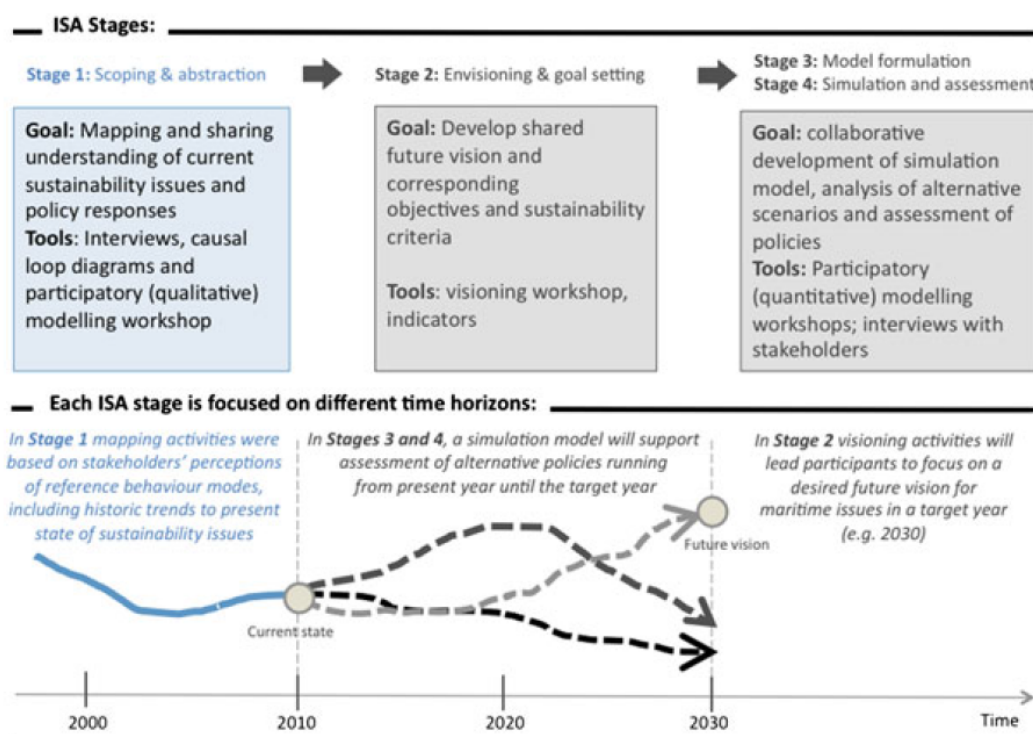 ISA Stages:
Stage 1: Scoping & abstraction
Stage 2: Envisioning & goal setting
Stage 3: Model formulation
Stage 4: Simulation and assessment
Goal: Mapping and sharing
understanding of current
sustainability issues and
policy responses
Tools: Interviews, causal
loop diagrams and
participatory (qualitative)
modelling workshop
Goal: Develop shared
future vision and
corresponding
objectives and sustainability
criteria
Tools: visioning workshop,
indicators
Goal: collaborative
development of simulation
model, analysis of alternative
scenarios and assessment of
policies
Tools: Participatory
(quantitative) modelling
workshops; interviews with
stakeholders
Each ISA stage is focused on different time horizons:
In Stage 1 mapping activities were
based on stakeholders' perceptions
of reference behaviour modes,
including historic trends to present
state of sustainability issues
In Stages 3 and 4, a simulation model will support
assessment of alternative policies running
from present year until the target year
In Stage 2 visioning activities will
lead participants to focus on a
desired future vision for
maritime issues in a target year
(e.g. 2030)
Future vision
Current state
2000
2010
2020
2030
Time